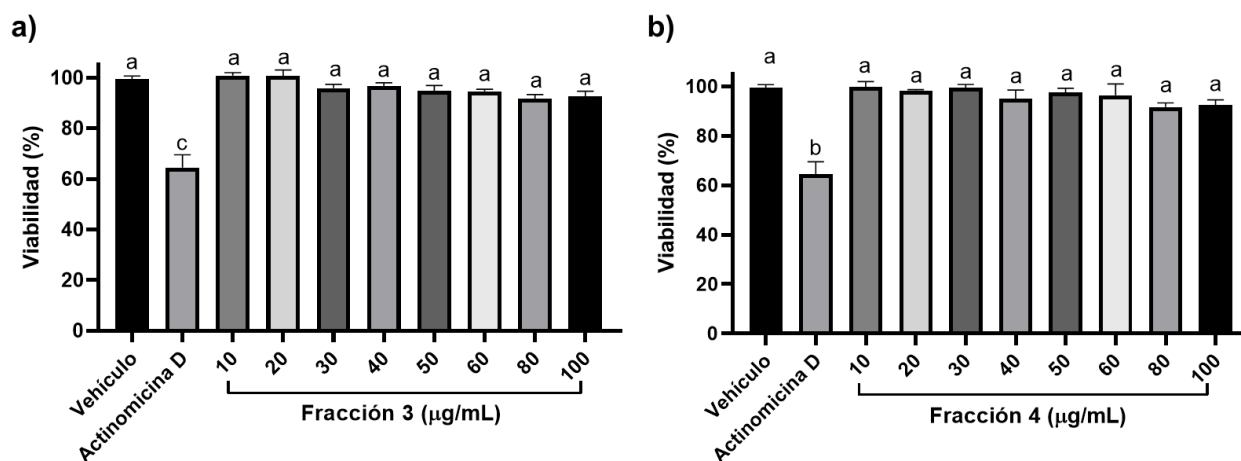 a)
a a a a a a a a a
c
Viabilidad (%)
100
80
60
40
20
0
Vehículo
Actinomicina D
10
20
30
40
50
60
80
100
Fracción 3 (μg/mL)
b)
a a a a a a a a a
b
Viabilidad (%)
100
80
60
40
20
0
Vehículo
Actinomicina D
10
20
30
40
50
60
80
100
Fracción 4 (μg/mL)